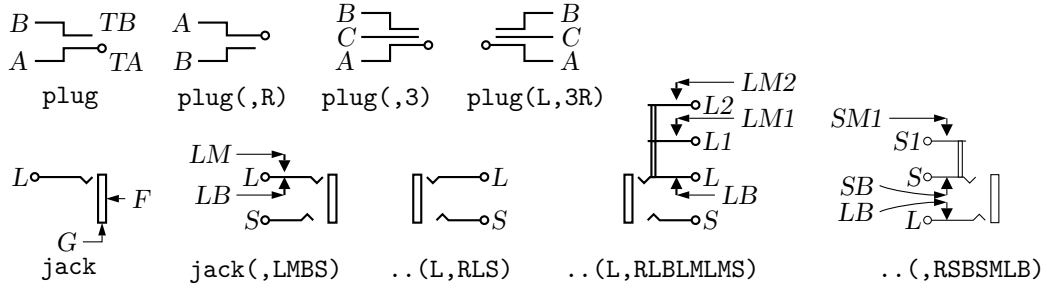 B TB A B B
C C
A TA B A A
plug plug(,R) plug(,3) plug(L,3R)
LM2
L2
LM1 SM1
L1 S1
L LM L L L S
F LB LB SB
S S S LB
L
G
jack jack(,LMBS) ..(L,RLS) ..(L,RLBLMLMS) ..(,RSBSMLB)